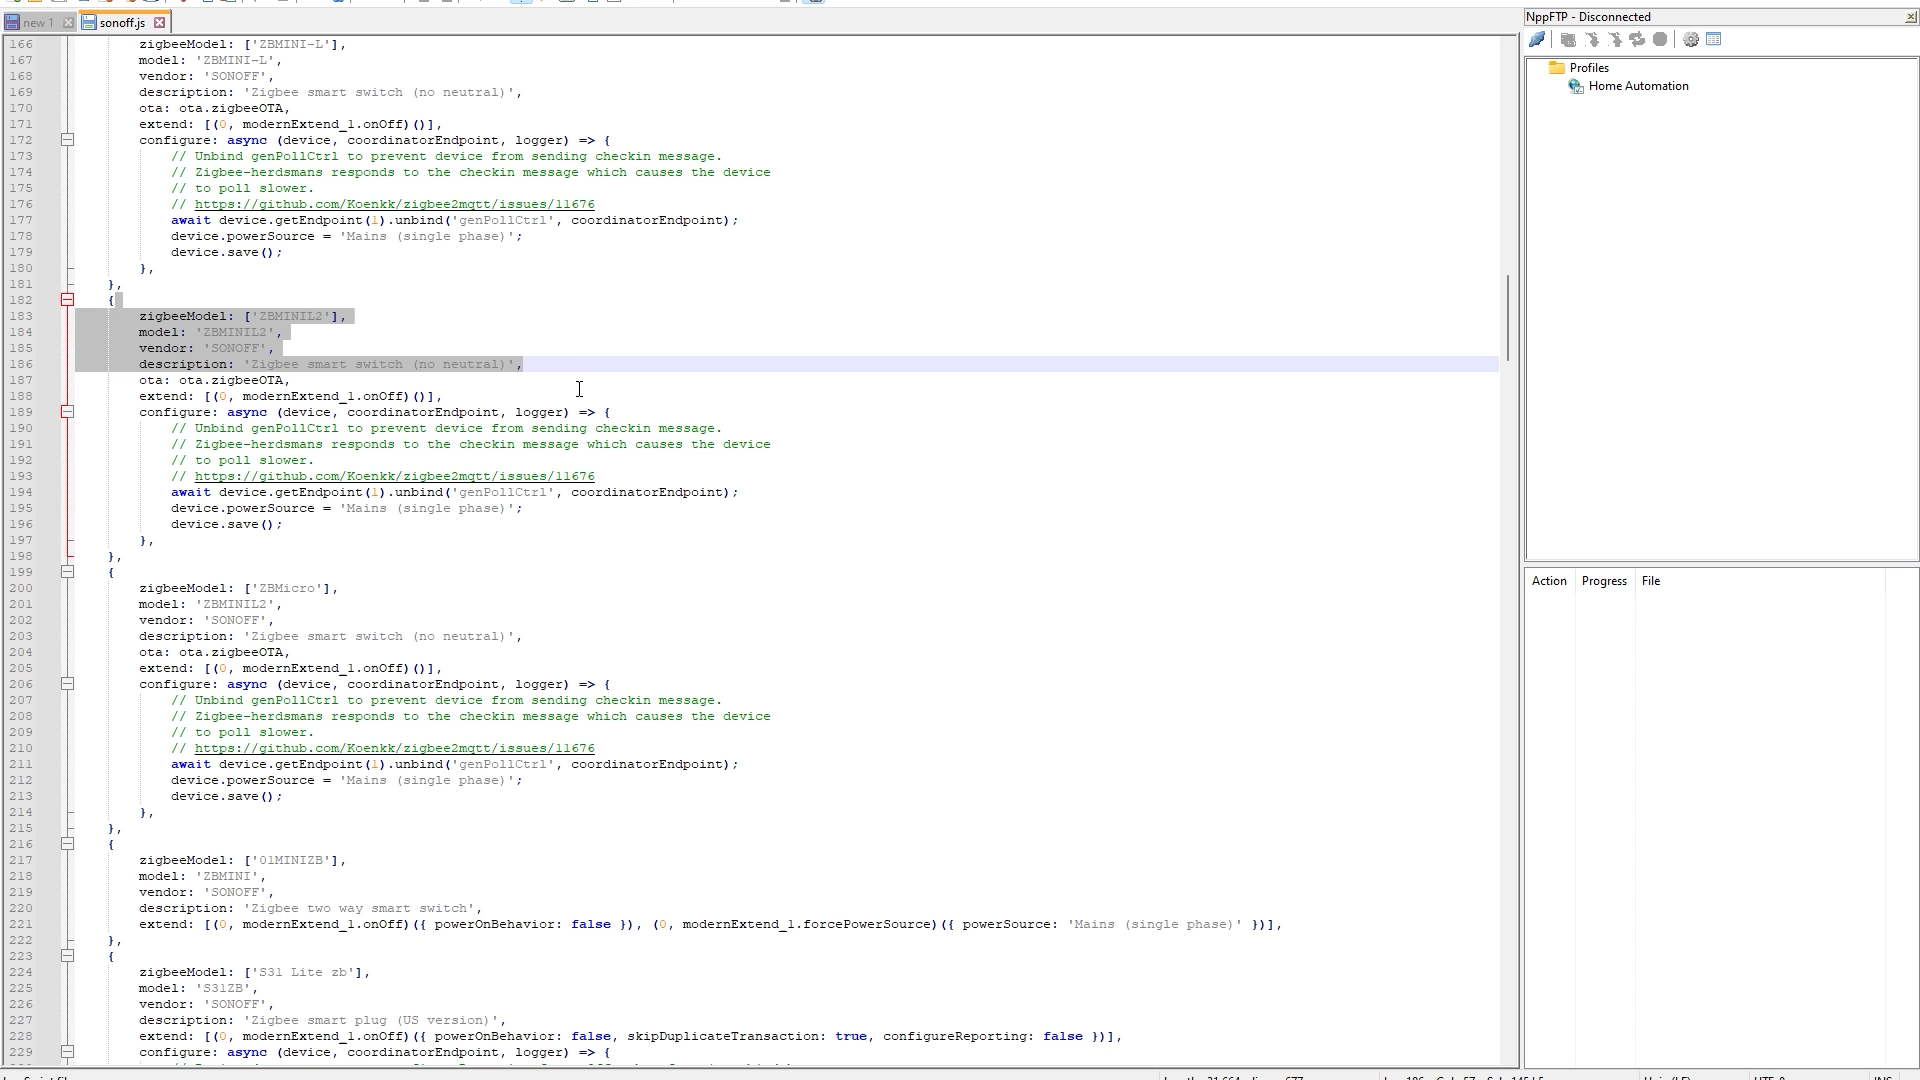 new 1
sonoff.js
NppFTP - Disconnected
Profiles
Home Automation
Action Progress File
166 zigbeeModel: ['ZBMINI-L'],
167 model: 'ZBMINI-L',
168 vendor: 'SONOFF',
169 description: 'Zigbee smart switch (no neutral)',
170 ota: ota.zigbeeOTA,
171 extend: [(0, modernExtend_1.onOff)()],
172 configure: async (device, coordinatorEndpoint, logger) => {
173 // Unbind genPollCtrl to prevent device from sending checkin message.
174 // Zigbee-herdsmans responds to the checkin message which causes the device
175 // to poll slower.
176 // https://github.com/Koenkk/zigbee2mqtt/issues/11676
177 await device.getEndpoint(1).unbind('genPollCtrl', coordinatorEndpoint);
178 device.powerSource = 'Mains (single phase)';
179 device.save();
180 },
181 },
182 {
183 zigbeeModel: ['ZBMINIL2'],
184 model: 'ZBMINIL2',
185 vendor: 'SONOFF',
186 description: 'Zigbee smart switch (no neutral)',
187 ota: ota.zigbeeOTA,
188 extend: [(0, modernExtend_1.onOff)()],
189 configure: async (device, coordinatorEndpoint, logger) => {
190 // Unbind genPollCtrl to prevent device from sending checkin message.
191 // Zigbee-herdsmans responds to the checkin message which causes the device
192 // to poll slower.
193 // https://github.com/Koenkk/zigbee2mqtt/issues/11676
194 await device.getEndpoint(1).unbind('genPollCtrl', coordinatorEndpoint);
195 device.powerSource = 'Mains (single phase)';
196 device.save();
197 },
198 },
199 {
200 zigbeeModel: ['ZBMicro'],
201 model: 'ZBMINIL2',
202 vendor: 'SONOFF',
203 description: 'Zigbee smart switch (no neutral)',
204 ota: ota.zigbeeOTA,
205 extend: [(0, modernExtend_1.onOff)()],
206 configure: async (device, coordinatorEndpoint, logger) => {
207 // Unbind genPollCtrl to prevent device from sending checkin message.
208 // Zigbee-herdsmans responds to the checkin message which causes the device
209 // to poll slower.
210 // https://github.com/Koenkk/zigbee2mqtt/issues/11676
211 await device.getEndpoint(1).unbind('genPollCtrl', coordinatorEndpoint);
212 device.powerSource = 'Mains (single phase)';
213 device.save();
214 },
215 },
216 {
217 zigbeeModel: ['01MINIZB'],
218 model: 'ZBMINI',
219 vendor: 'SONOFF',
220 description: 'Zigbee two way smart switch',
221 extend: [(0, modernExtend_1.onOff)({ powerOnBehavior: false }), (0, modernExtend_1.forcePowerSource)({ powerSource: 'Mains (single phase)' })],
222 },
223 {
224 zigbeeModel: ['S31 Lite zb'],
225 model: 'S31ZB',
226 vendor: 'SONOFF',
227 description: 'Zigbee smart plug (US version)',
228 extend: [(0, modernExtend_1.onOff)({ powerOnBehavior: false, skipDuplicateTransaction: true, configureReporting: false })],
229 configure: async (device, coordinatorEndpoint, logger) => {